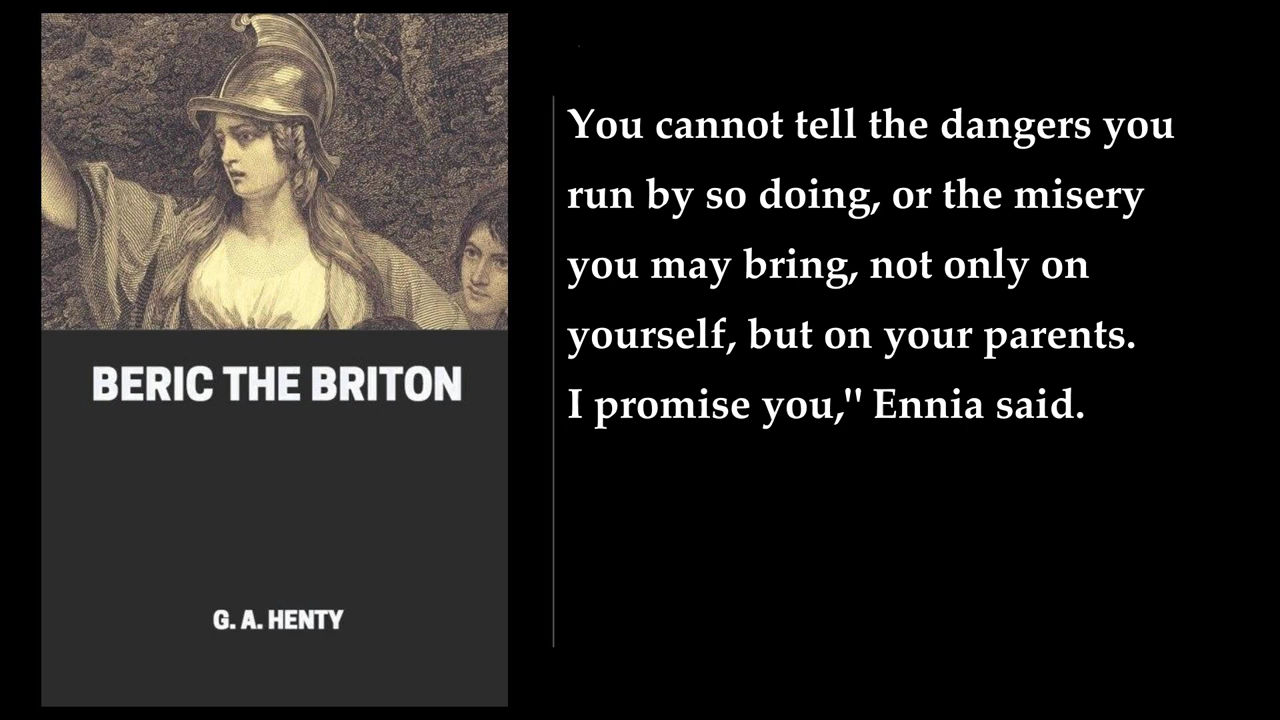 BERIC THE BRITON
G. A. HENTY
You cannot tell the dangers you
run by so doing, or the misery
you may bring, not only on
yourself, but on your parents.
I promise you," Ennia said.